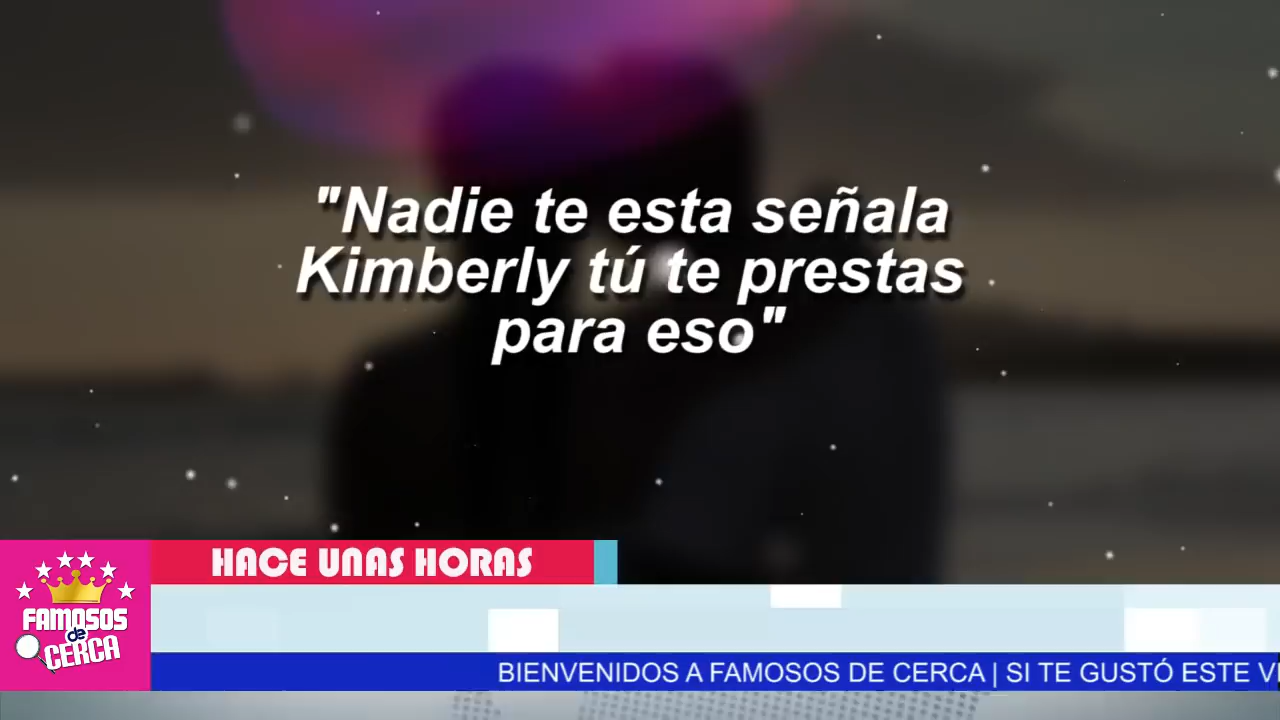 "Nadie te esta señala
Kimberly tú te prestas
para eso"
HACE UNAS HORAS
FAMOSOS
de
CERCA
BIENVENIDOS A FAMOSOS DE CERCA | SI TE GUSTÓ ESTE